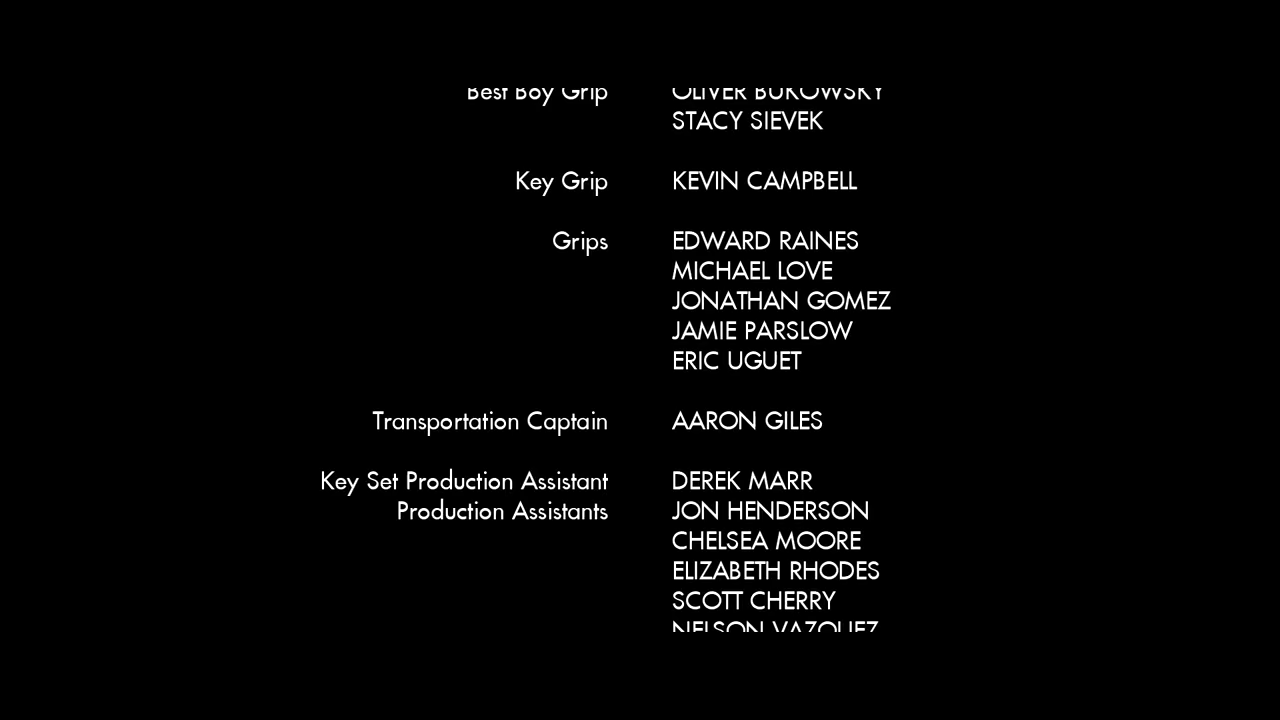 Best Boy Grip OLIVER BUKOWSKY
STACY SIEVEK
Key Grip KEVIN CAMPBELL
Grips EDWARD RAINES
MICHAEL LOVE
JONATHAN GOMEZ
JAMIE PARSLOW
ERIC UGUET
Transportation Captain AARON GILES
Key Set Production Assistant DEREK MARR
Production Assistants JON HENDERSON
CHELSEA MOORE
ELIZABETH RHODES
SCOTT CHERRY
NELSON VAZQUEZ